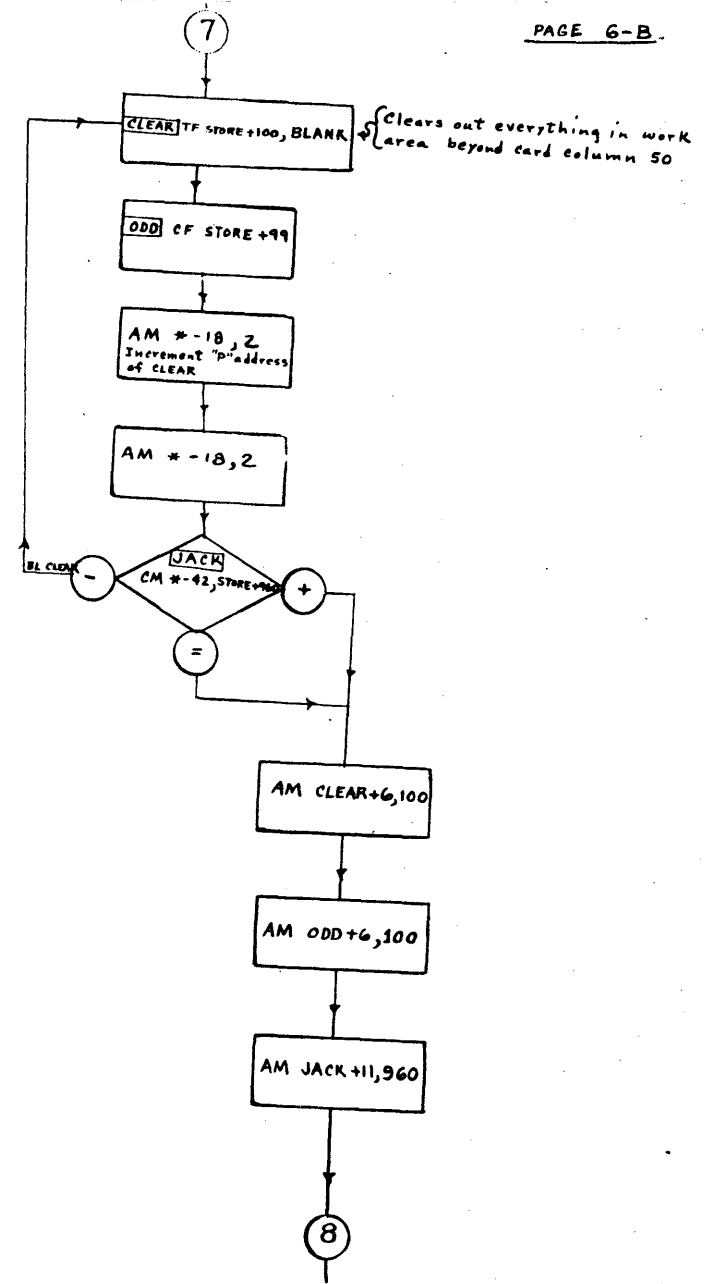 PAGE 6-B.
7
CLEAR TF STORE+100, BLANK
Clears out everything in work
area beyond card column 50
ODD CF STORE+99
AM *-18, 2
Increment "P" address
of CLEAR
AM *-18, 2
JACK
CM *-42, STORE+960
BL CLEAR
-
+
=
AM CLEAR+6,100
AM ODD+6,100
AM JACK+11,960
8